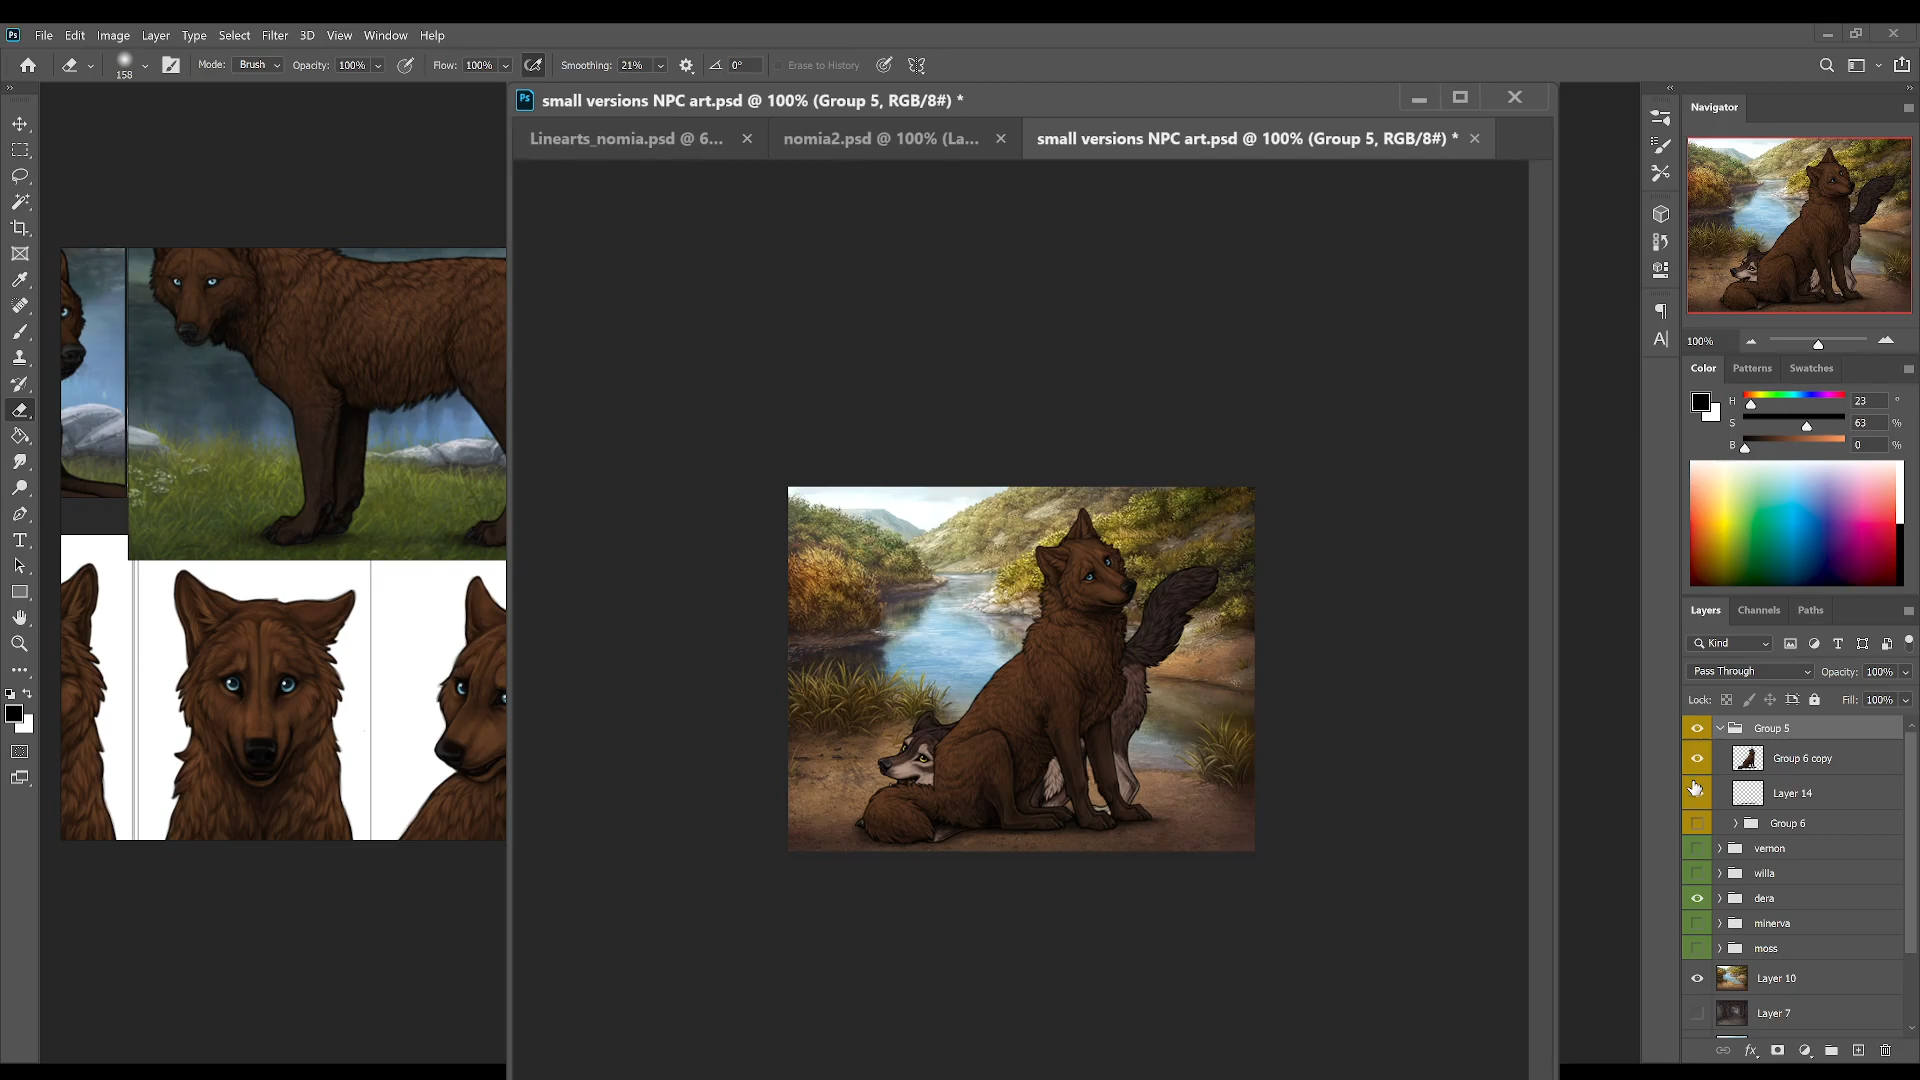 Ps File Edit Image Layer Type Select Filter 3D View Window Help
158 Mode: Brush Opacity: 100% Flow: 100% Smoothing: 21% 0° Erase to History
Ps small versions NPC art.psd @ 100% (Group 5, RGB/8#) *
Linearts_nomia.psd @ 6... nomia2.psd @ 100% (La... small versions NPC art.psd @ 100% (Group 5, RGB/8#) *
Navigator
100%
Color Patterns Swatches
H 23 °
S 63 %
B 0 %
Layers Channels Paths
Kind
Pass Through Opacity: 100%
Lock: Fill: 100%
Group 5
Group 6 copy
Layer 14
Group 6
vernon
willa
dera
minerva
moss
Layer 10
Layer 7
fx